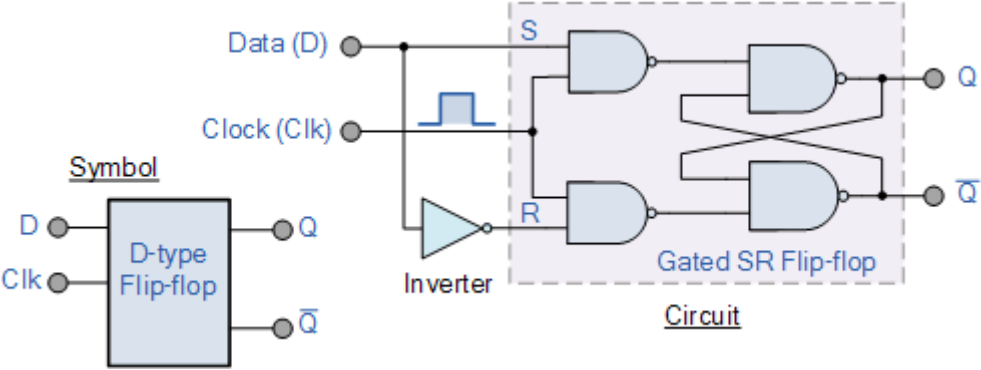 Data (D)
S
Q
Clock (Clk)
Symbol
D
Q
D-type
Flip-flop
Clk
R
Q̅
Inverter
Gated SR Flip-flop
Q̅
Circuit